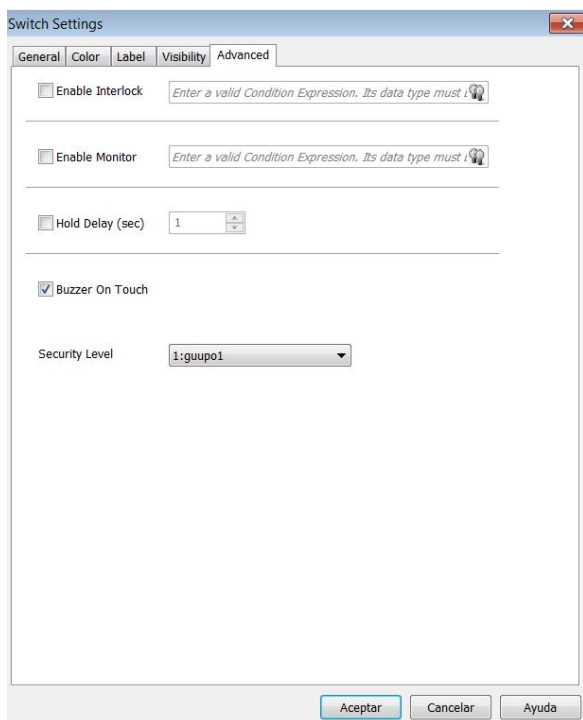 Switch Settings
General Color Label Visibility Advanced
Enable Interlock Enter a valid Condition Expression. Its data type must
Enable Monitor Enter a valid Condition Expression. Its data type must
Hold Delay (sec) 1
Buzzer On Touch
Security Level 1:guupo1
Aceptar Cancelar Ayuda